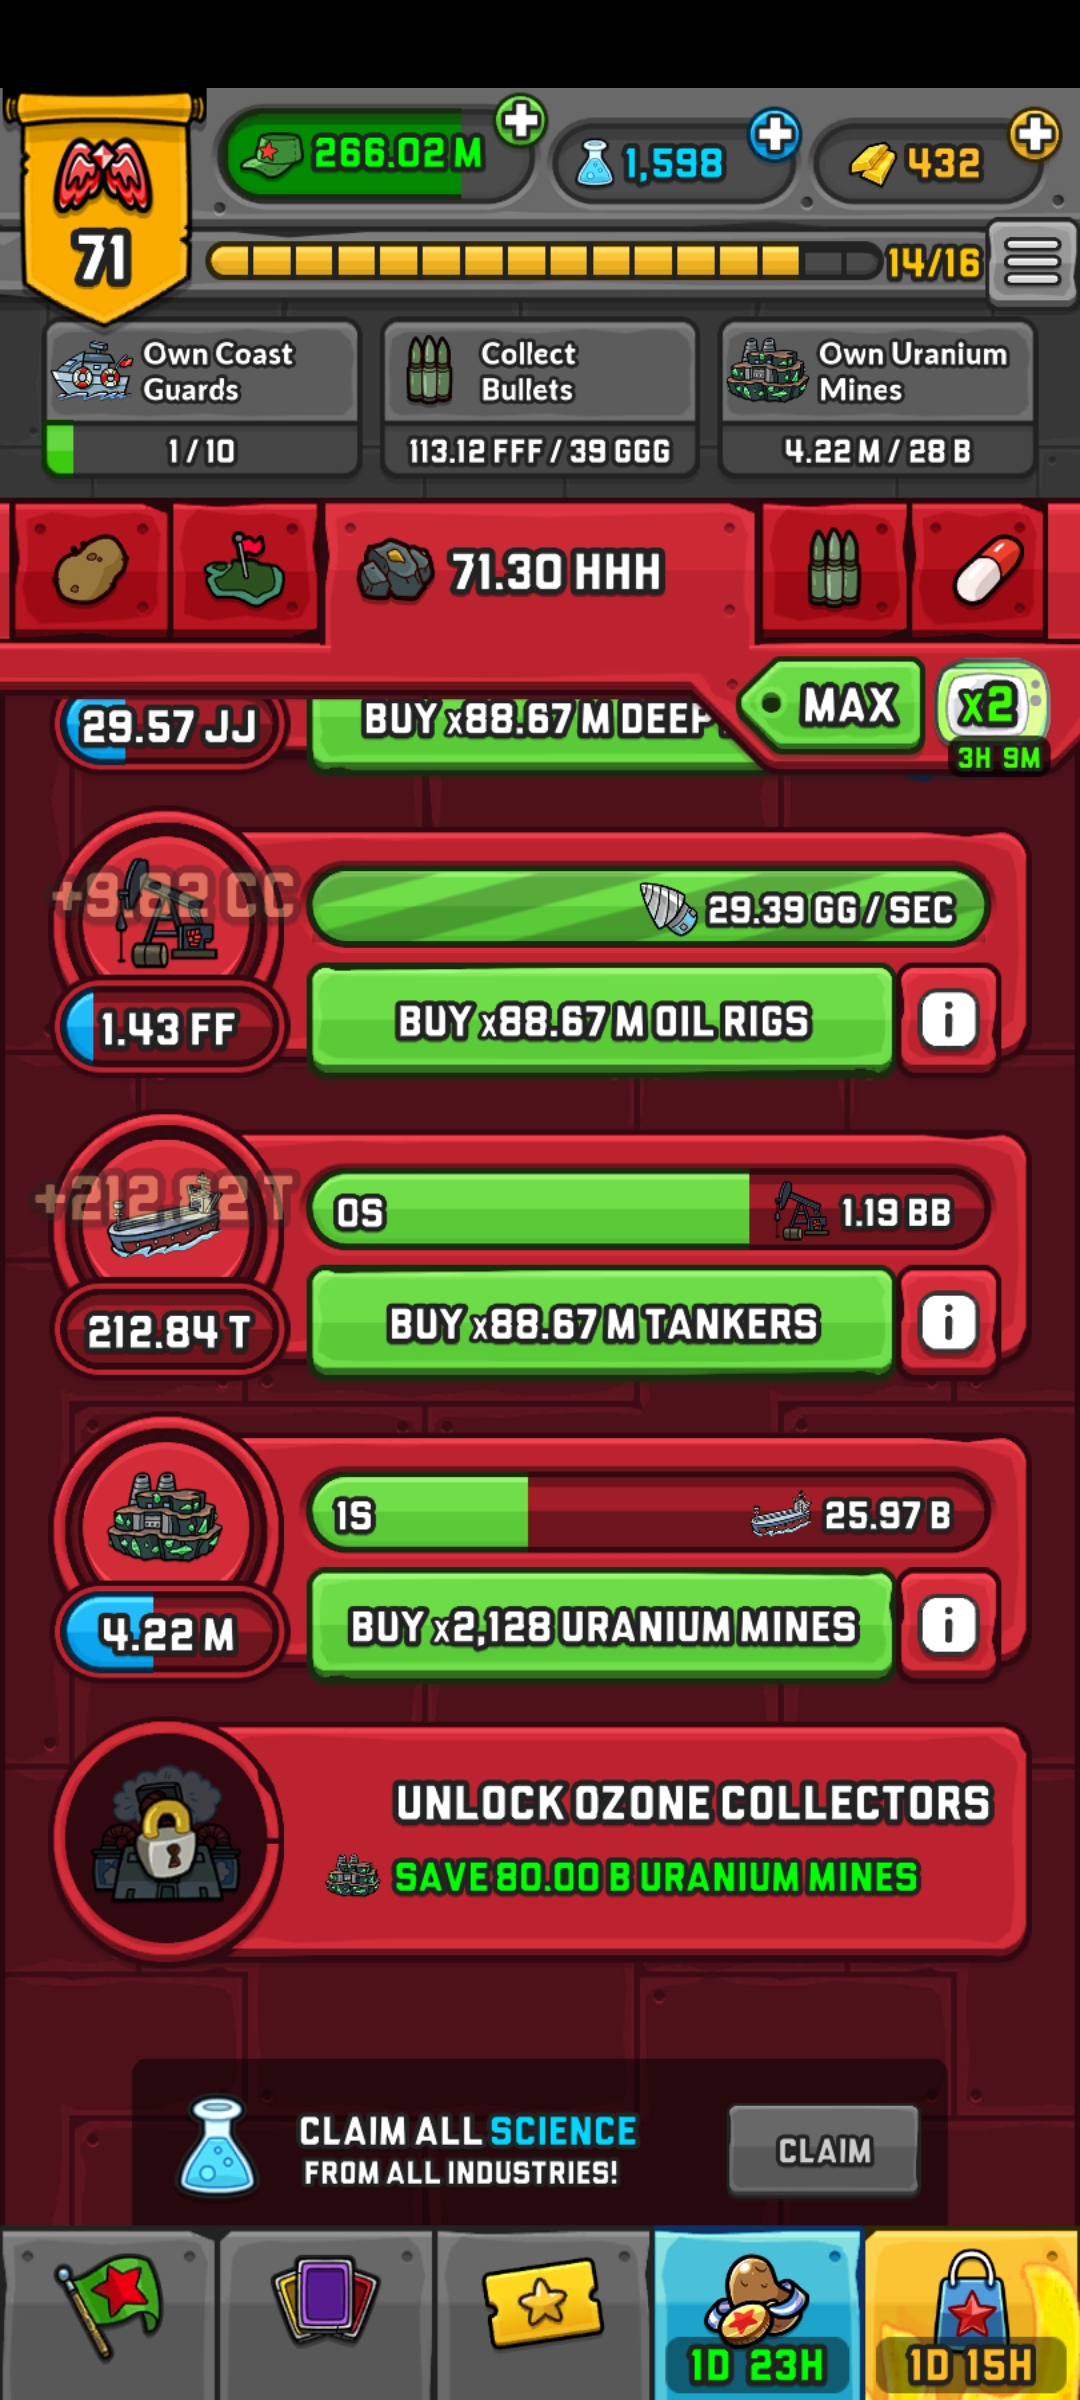 266.02 M
1,598
432
71
14/16
Own Coast
Guards
1 / 10
Collect
Bullets
113.12 FFF / 39 GGG
Own Uranium
Mines
4.22 M / 28 B
71.30 HHH
MAX
x2
3H 9M
29.57 JJ
BUY x88.67 M DEEP
+9.82 CC
29.39 GG / SEC
1.43 FF
BUY x88.67 M OIL RIGS
i
+212.82 T
0S
1.19 BB
212.84 T
BUY x88.67 M TANKERS
i
1S
25.97 B
4.22 M
BUY x2,128 URANIUM MINES
i
UNLOCK OZONE COLLECTORS
SAVE 80.00 B URANIUM MINES
CLAIM ALL SCIENCE
FROM ALL INDUSTRIES!
CLAIM
1D 23H
1D 15H